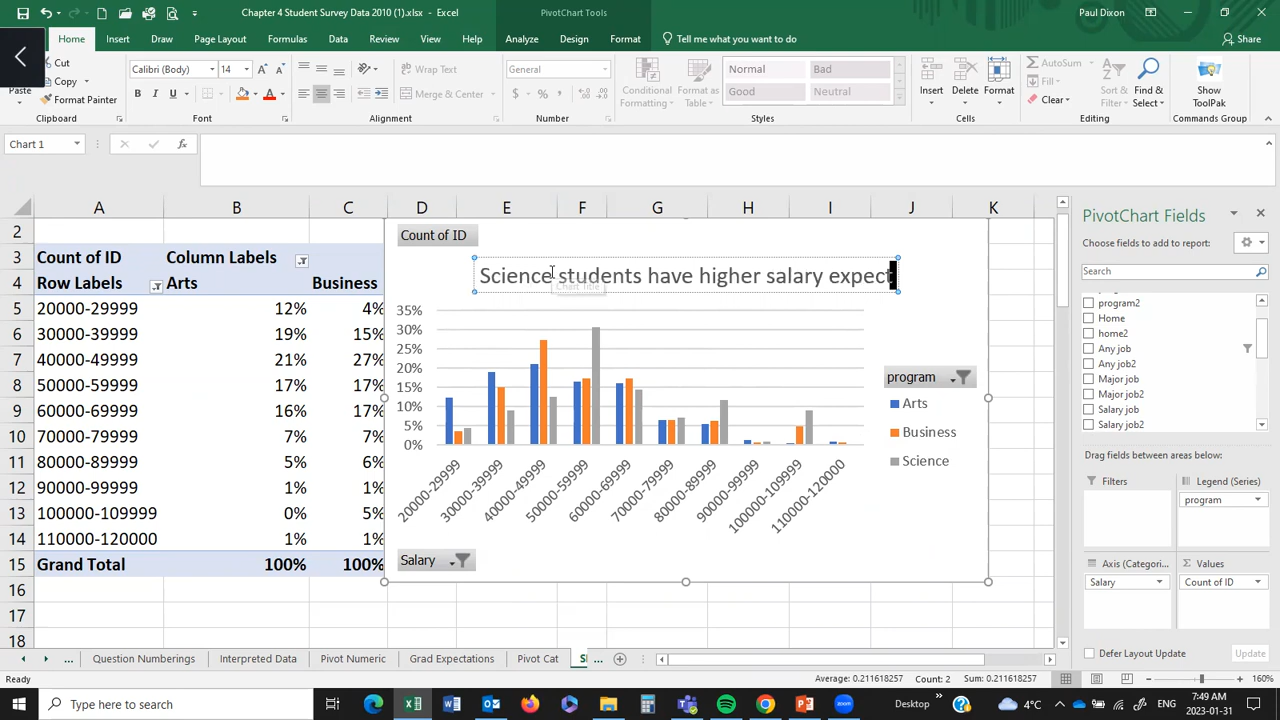 Chapter 4 Student Survey Data 2010 (1).xlsx - Excel
PivotChart Tools
Paul Dixon
File
Home
Insert
Draw
Page Layout
Formulas
Data
Review
View
Help
Analyze
Design
Format
Tell me what you want to do
Share
Paste
Cut
Copy
Format Painter
Clipboard
Calibri (Body)
14
B I U
Font
Wrap Text
Merge & Center
Alignment
General
$ % ,
Number
Conditional Formatting
Format as Table
Normal
Bad
Good
Neutral
Styles
Insert
Delete
Format
Cells
AutoSum
Fill
Clear
Sort & Filter
Find & Select
Editing
Show ToolPak
Commands Group
Chart 1
fx
A B C D E F G H I J K
2
3 Count of ID Column Labels
4 Row Labels Arts Business
5 20000-29999 12% 4%
6 30000-39999 19% 15%
7 40000-49999 21% 27%
8 50000-59999 17% 17%
9 60000-69999 16% 17%
10 70000-79999 7% 7%
11 80000-89999 5% 6%
12 90000-99999 1% 1%
13 100000-109999 0% 5%
14 110000-120000 1% 1%
15 Grand Total 100% 100%
16
17
18
Count of ID
Science students have higher salary expect
Chart Title
35%
30%
25%
20%
15%
10%
5%
0%
20000-29999
30000-39999
40000-49999
50000-59999
60000-69999
70000-79999
80000-89999
90000-99999
100000-109999
110000-120000
program
Arts
Business
Science
Salary
PivotChart Fields
Choose fields to add to report:
Search
program2
Home
home2
Any job
Any job2
Major job
Major job2
Salary job
Salary job2
Drag fields between areas below:
Filters
Legend (Series)
program
Axis (Categori...
Salary
Values
Count of ID
Defer Layout Update
Update
...
Question Numberings
Interpreted Data
Pivot Numeric
Grad Expectations
Pivot Cat
...
Ready
Average: 0.211618257
Count: 2
Sum: 0.211618257
160%
Type here to search
Desktop
4°C
ENG
7:49 AM
2023-01-31